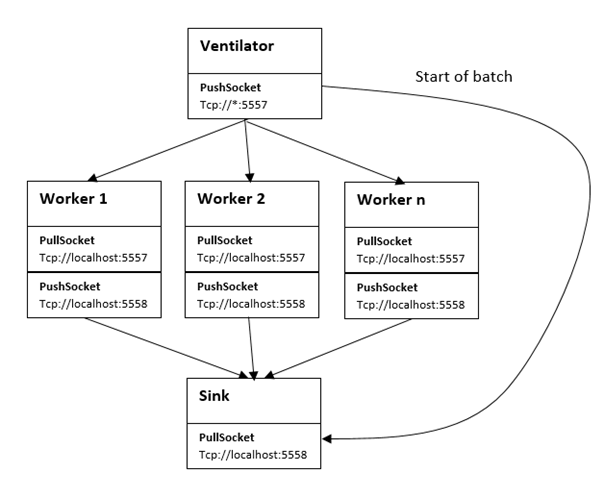 Ventilator
PushSocket
Tcp://*:5557
Start of batch
Worker 1
PullSocket
Tcp://localhost:5557
PushSocket
Tcp://localhost:5558
Worker 2
PullSocket
Tcp://localhost:5557
PushSocket
Tcp://localhost:5558
Worker n
PullSocket
Tcp://localhost:5557
PushSocket
Tcp://localhost:5558
Sink
PullSocket
Tcp://localhost:5558